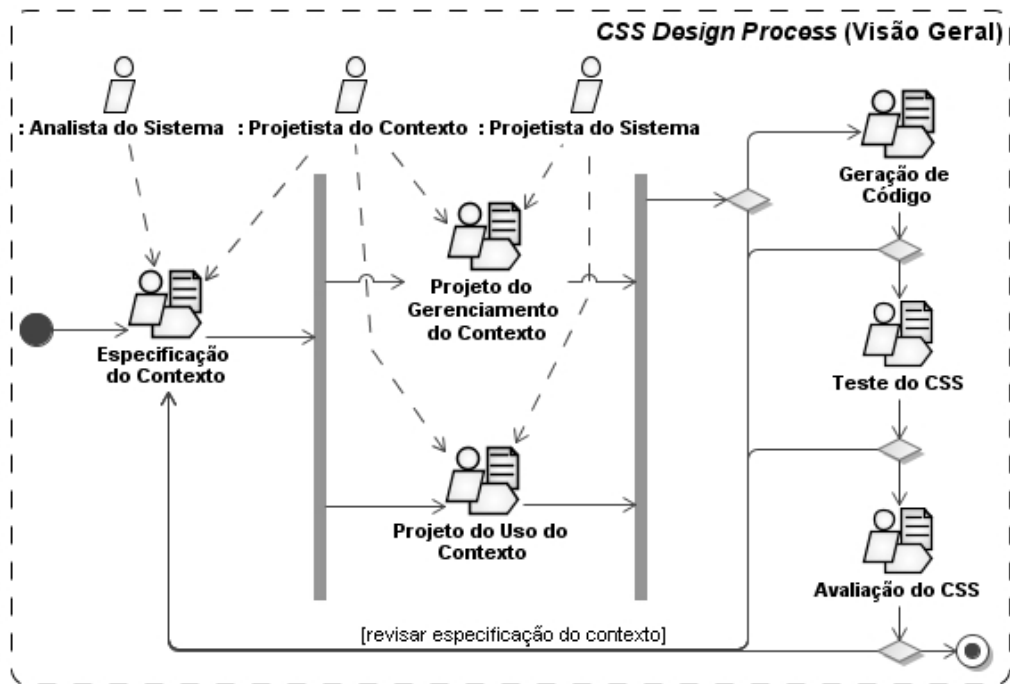 CSS Design Process (Visão Geral)
: Analista do Sistema
: Projetista do Contexto
: Projetista do Sistema
Geração de
Código
Projeto do
Gerenciamento
do Contexto
Especificação
do Contexto
Teste do CSS
Projeto do Uso do
Contexto
Avaliação do CSS
[revisar especificação do contexto]